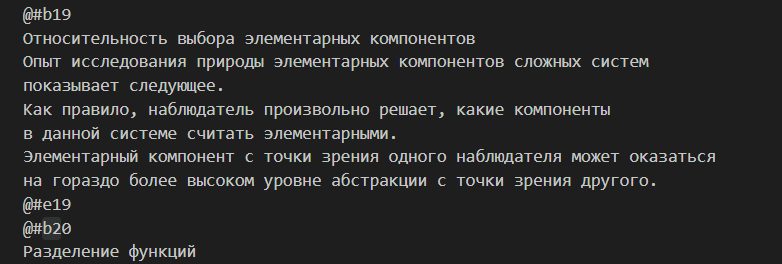 @#b19
Относительность выбора элементарных компонентов
Опыт исследования природы элементарных компонентов сложных систем
показывает следующее.
Как правило, наблюдатель произвольно решает, какие компоненты
в данной системе считать элементарными.
Элементарный компонент с точки зрения одного наблюдателя может оказаться
на гораздо более высоком уровне абстракции с точки зрения другого.
@#e19
@#b20
Разделение функций